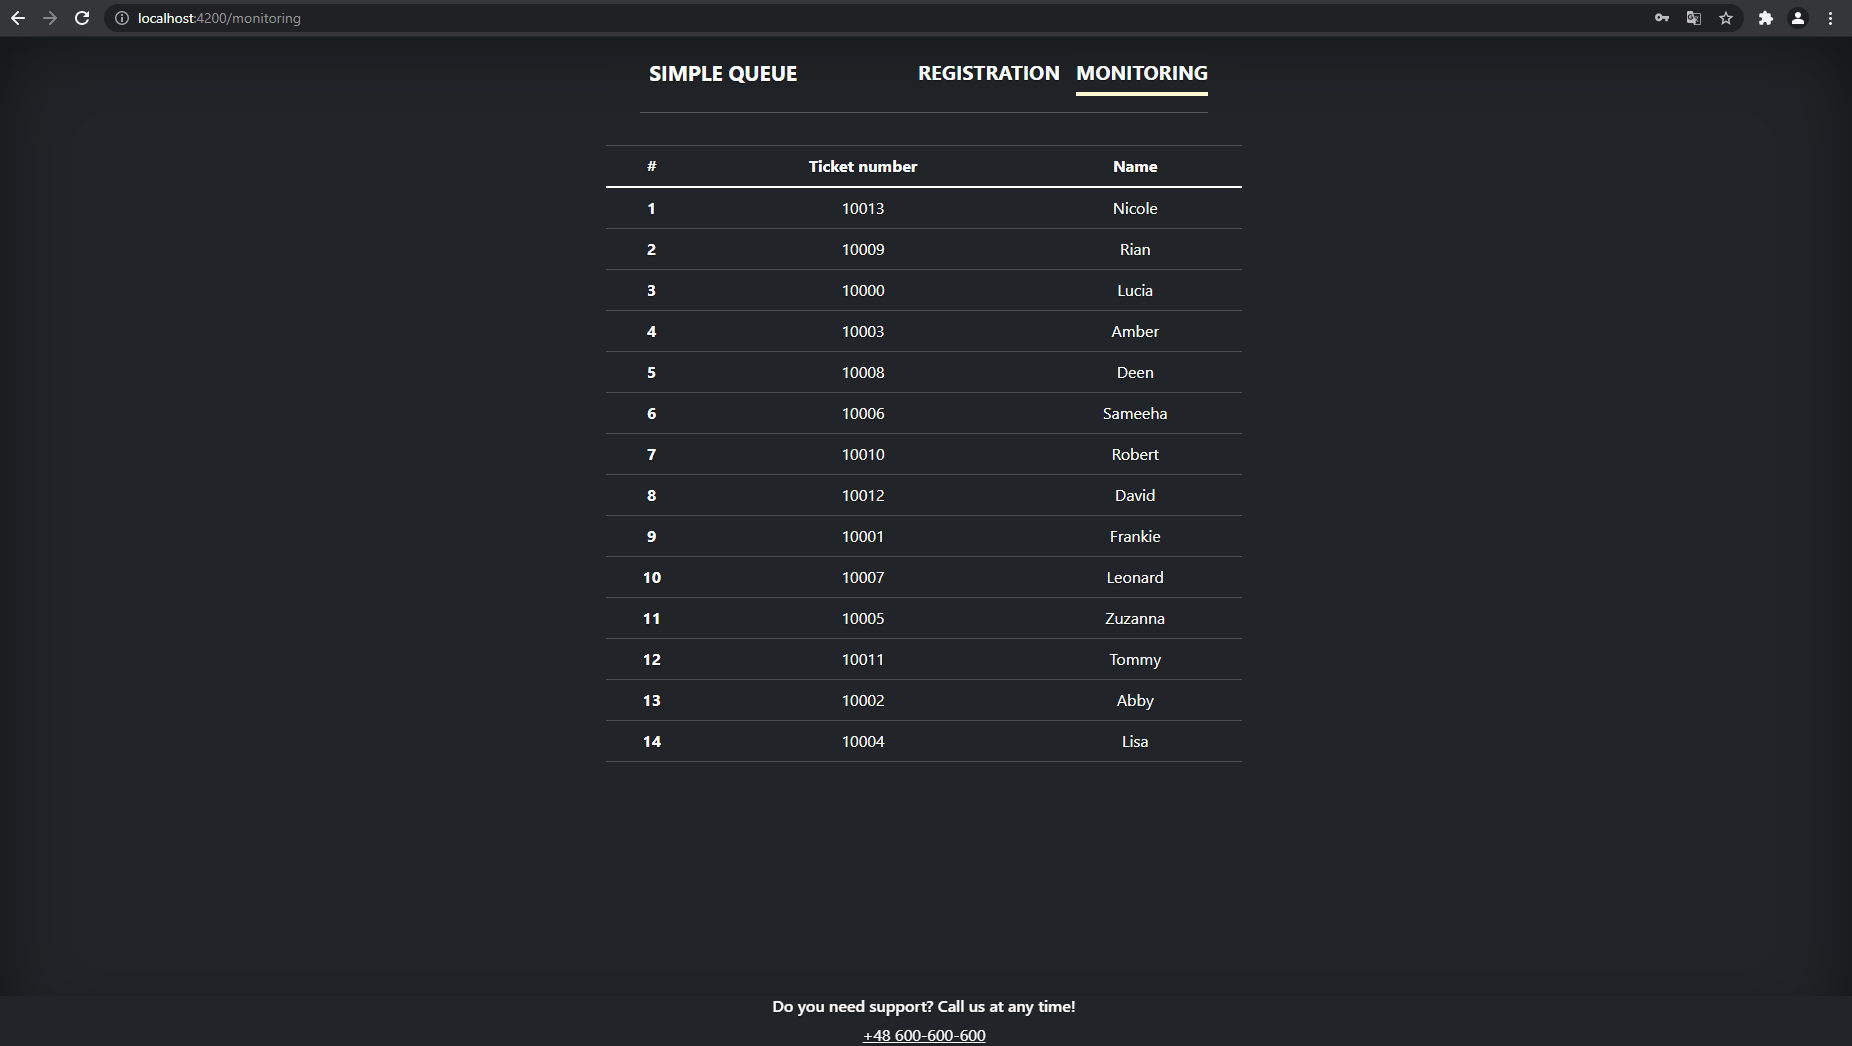 localhost:4200/monitoring
SIMPLE QUEUE REGISTRATION MONITORING
# Ticket number Name
1 10013 Nicole
2 10009 Rian
3 10000 Lucia
4 10003 Amber
5 10008 Deen
6 10006 Sameeha
7 10010 Robert
8 10012 David
9 10001 Frankie
10 10007 Leonard
11 10005 Zuzanna
12 10011 Tommy
13 10002 Abby
14 10004 Lisa
Do you need support? Call us at any time!
+48 600-600-600